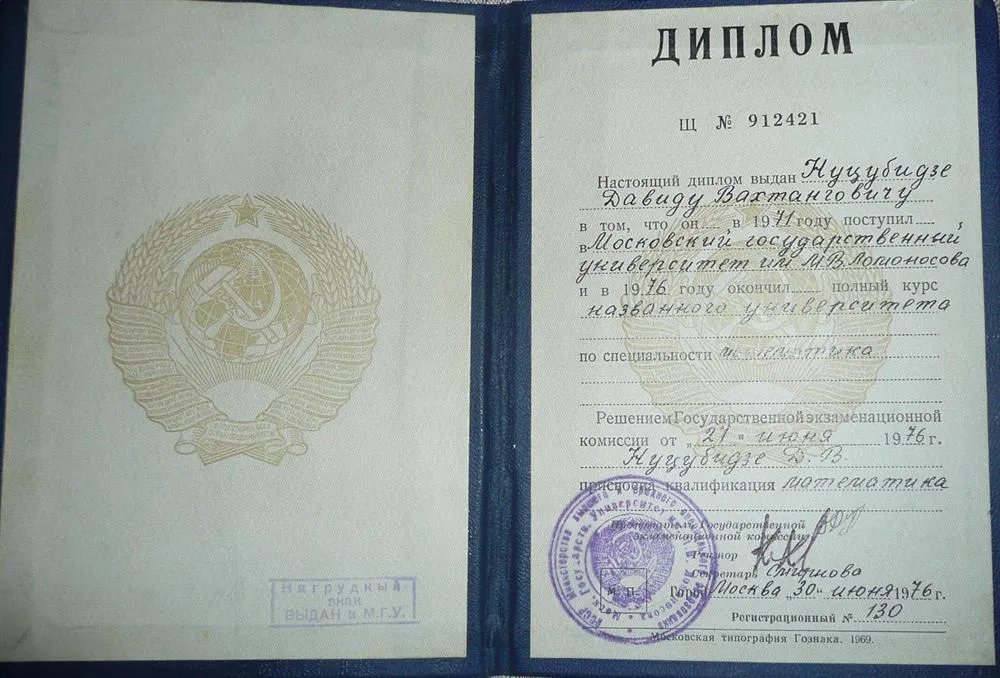 Нагрудный
знак
ВЫДАН в М.Г.У.
ДИПЛОМ
Щ № 912421
Настоящий диплом выдан Нуцубидзе
Давиду Вахтанговичу
в том, что он в 1971 году поступил
в Московский государственный
университет им М.В. Ломоносова
и в 1976 году окончил полный курс
названного университета
по специальности математика
Решением Государственной экзаменационной
комиссии от „21“ июня 1976 г.
Нуцубидзе Д.В.
присвоена квалификация математика
Председатель Государственной
экзаменационной комиссии
Ректор
Секретарь Смирнова
М. П. Город Москва „30“ июня 1976 г.
Регистрационный № 130
Московская типография Гознака. 1969.